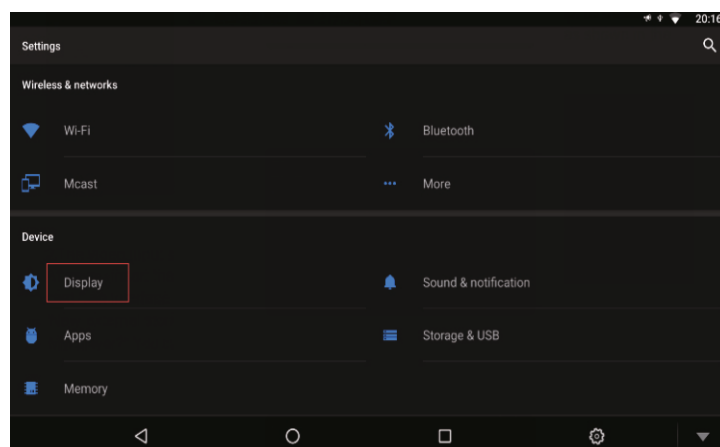 20:16
Settings
Wireless & networks
Wi-Fi
Bluetooth
Mcast
More
Device
Display
Sound & notification
Apps
Storage & USB
Memory